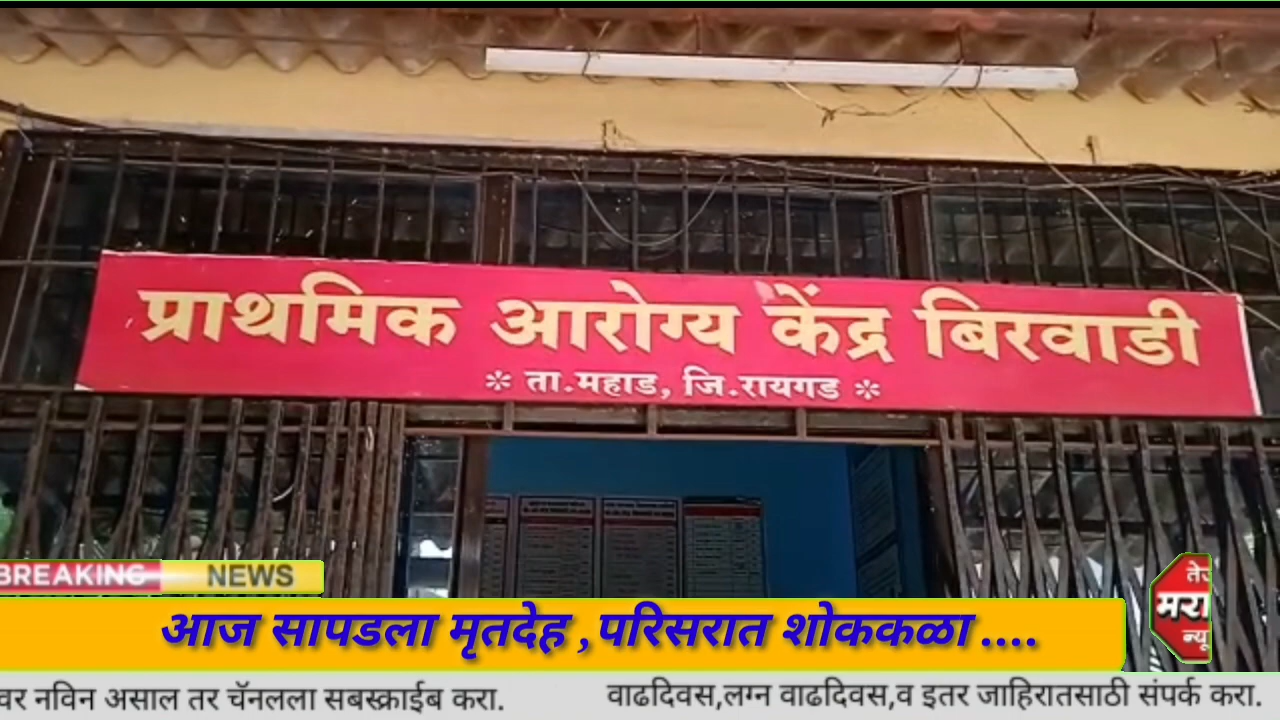 प्राथमिक आरोग्य केंद्र बिरवाडी
* ता.महाड, जि.रायगड *
BREAKING NEWS
तेज
मरा
न्यू
आज सापडला मृतदेह ,परिसरात शोककळा ....
वर नविन असाल तर चॅनलला सबस्क्राईब करा. वाढदिवस,लग्न वाढदिवस,व इतर जाहिरातसाठी संपर्क करा.